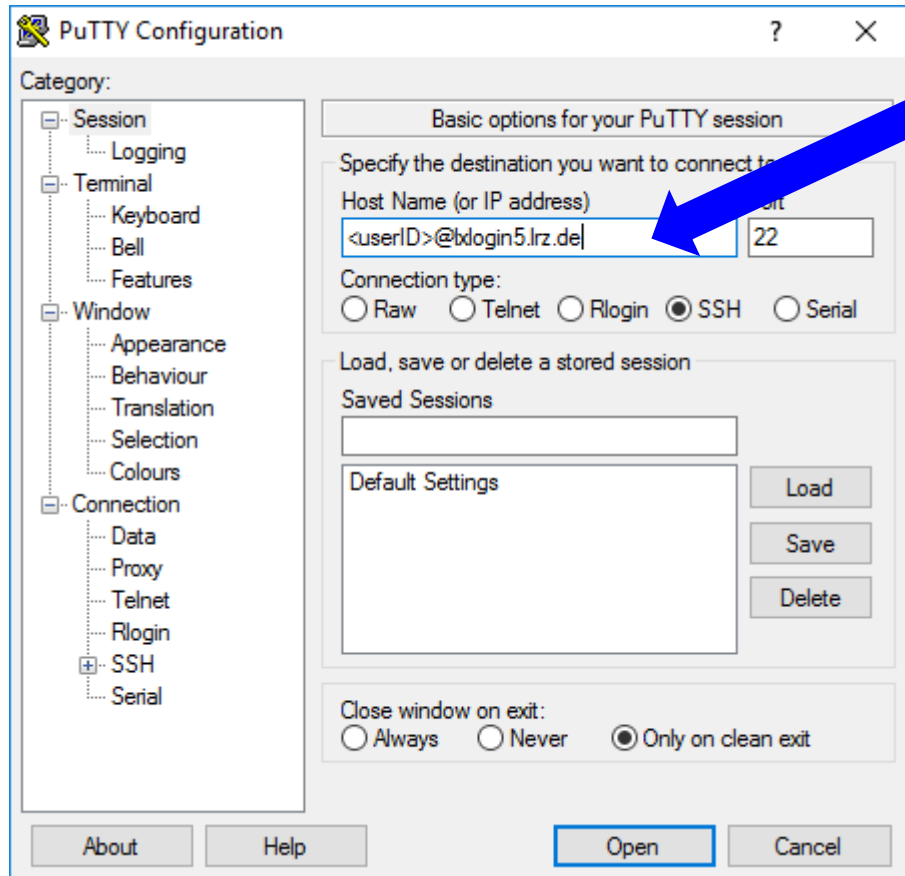 PuTTY Configuration ? ×
Category:
Session
Logging
Terminal
Keyboard
Bell
Features
Window
Appearance
Behaviour
Translation
Selection
Colours
Connection
Data
Proxy
Telnet
Rlogin
SSH
Serial
Basic options for your PuTTY session
Specify the destination you want to connect to
Host Name (or IP address)
<userID>@lxlogin5.lrz.de
22
Connection type:
Raw Telnet Rlogin SSH Serial
Load, save or delete a stored session
Saved Sessions
Default Settings
Load
Save
Delete
Close window on exit:
Always Never Only on clean exit
About Help Open Cancel